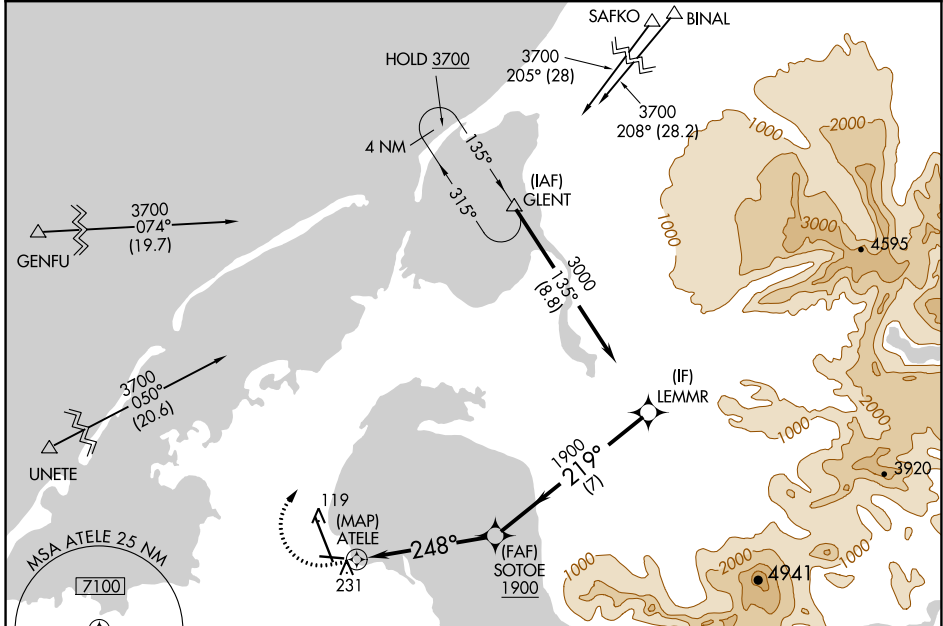 SAFKO
BINAL
HOLD 3700
3700
205° (28)
3700
208° (28.2)
1000
2000
4 NM
135°
315°
(IAF)
GLENT
3000
135°
(8.8)
1000
3000
4595
3700
074°
(19.7)
GENFU
3700
050°
(20.6)
UNETE
(IF)
LEMMR
1900
219°
(7)
2000
1000
3920
119
(MAP)
ATELE
248°
(FAF)
SOTOE
1900
231
1000
2000
1000
4941
MSA ATELE 25 NM
7100